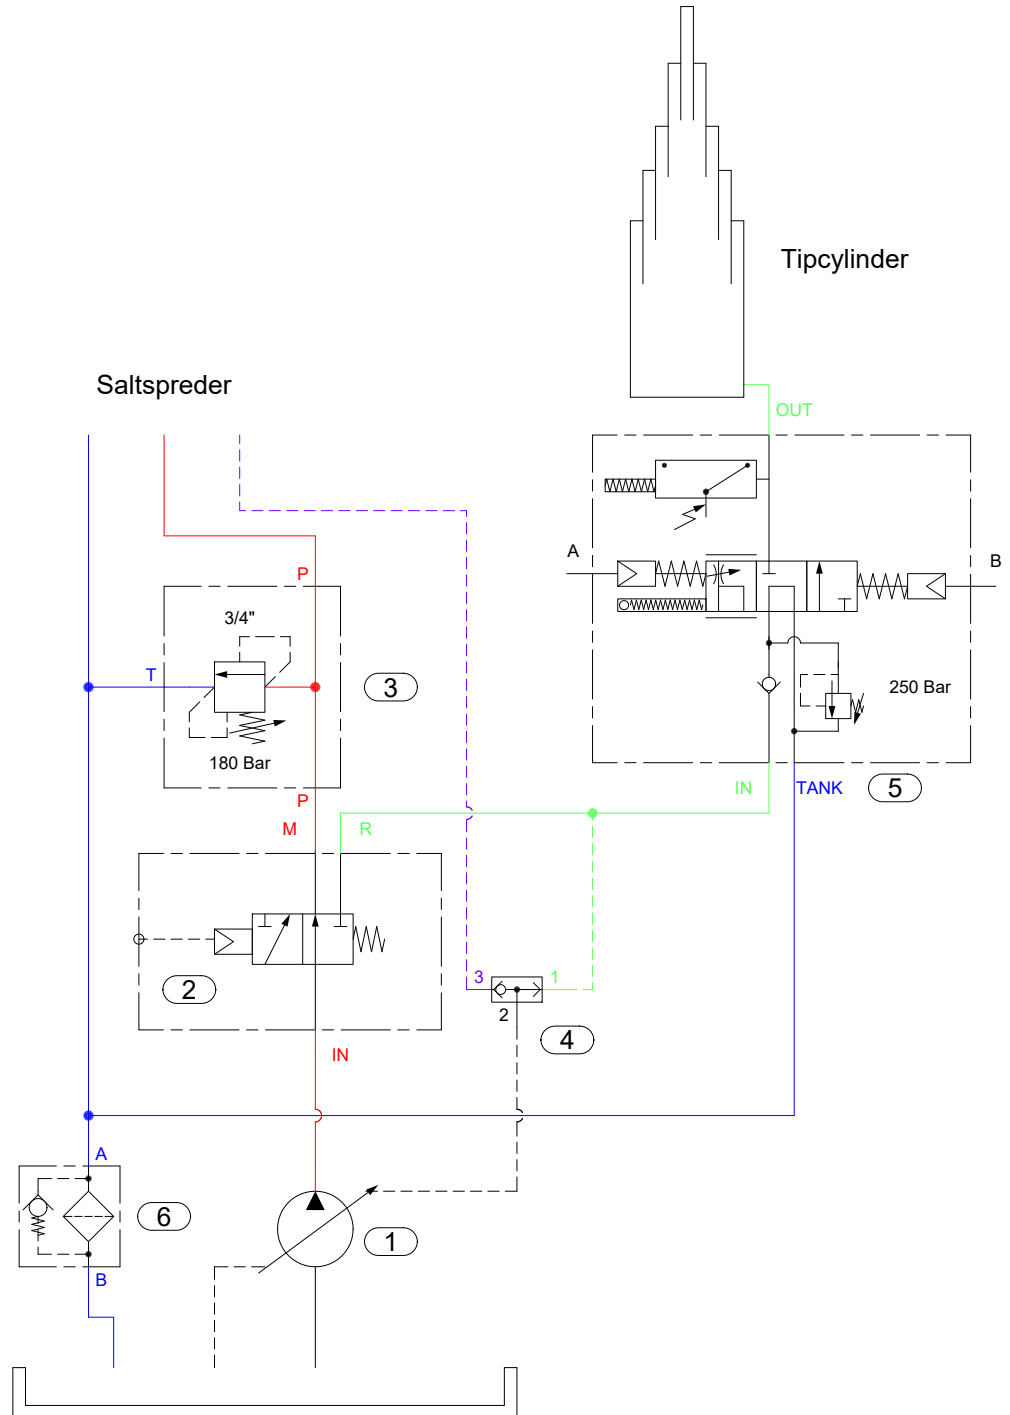 Tipcylinder
Saltspreder
OUT
A
B
P
3/4"
T
3
250 Bar
180 Bar
IN
TANK
5
P
M
R
2
3
1
2
4
IN
A
6
1
B